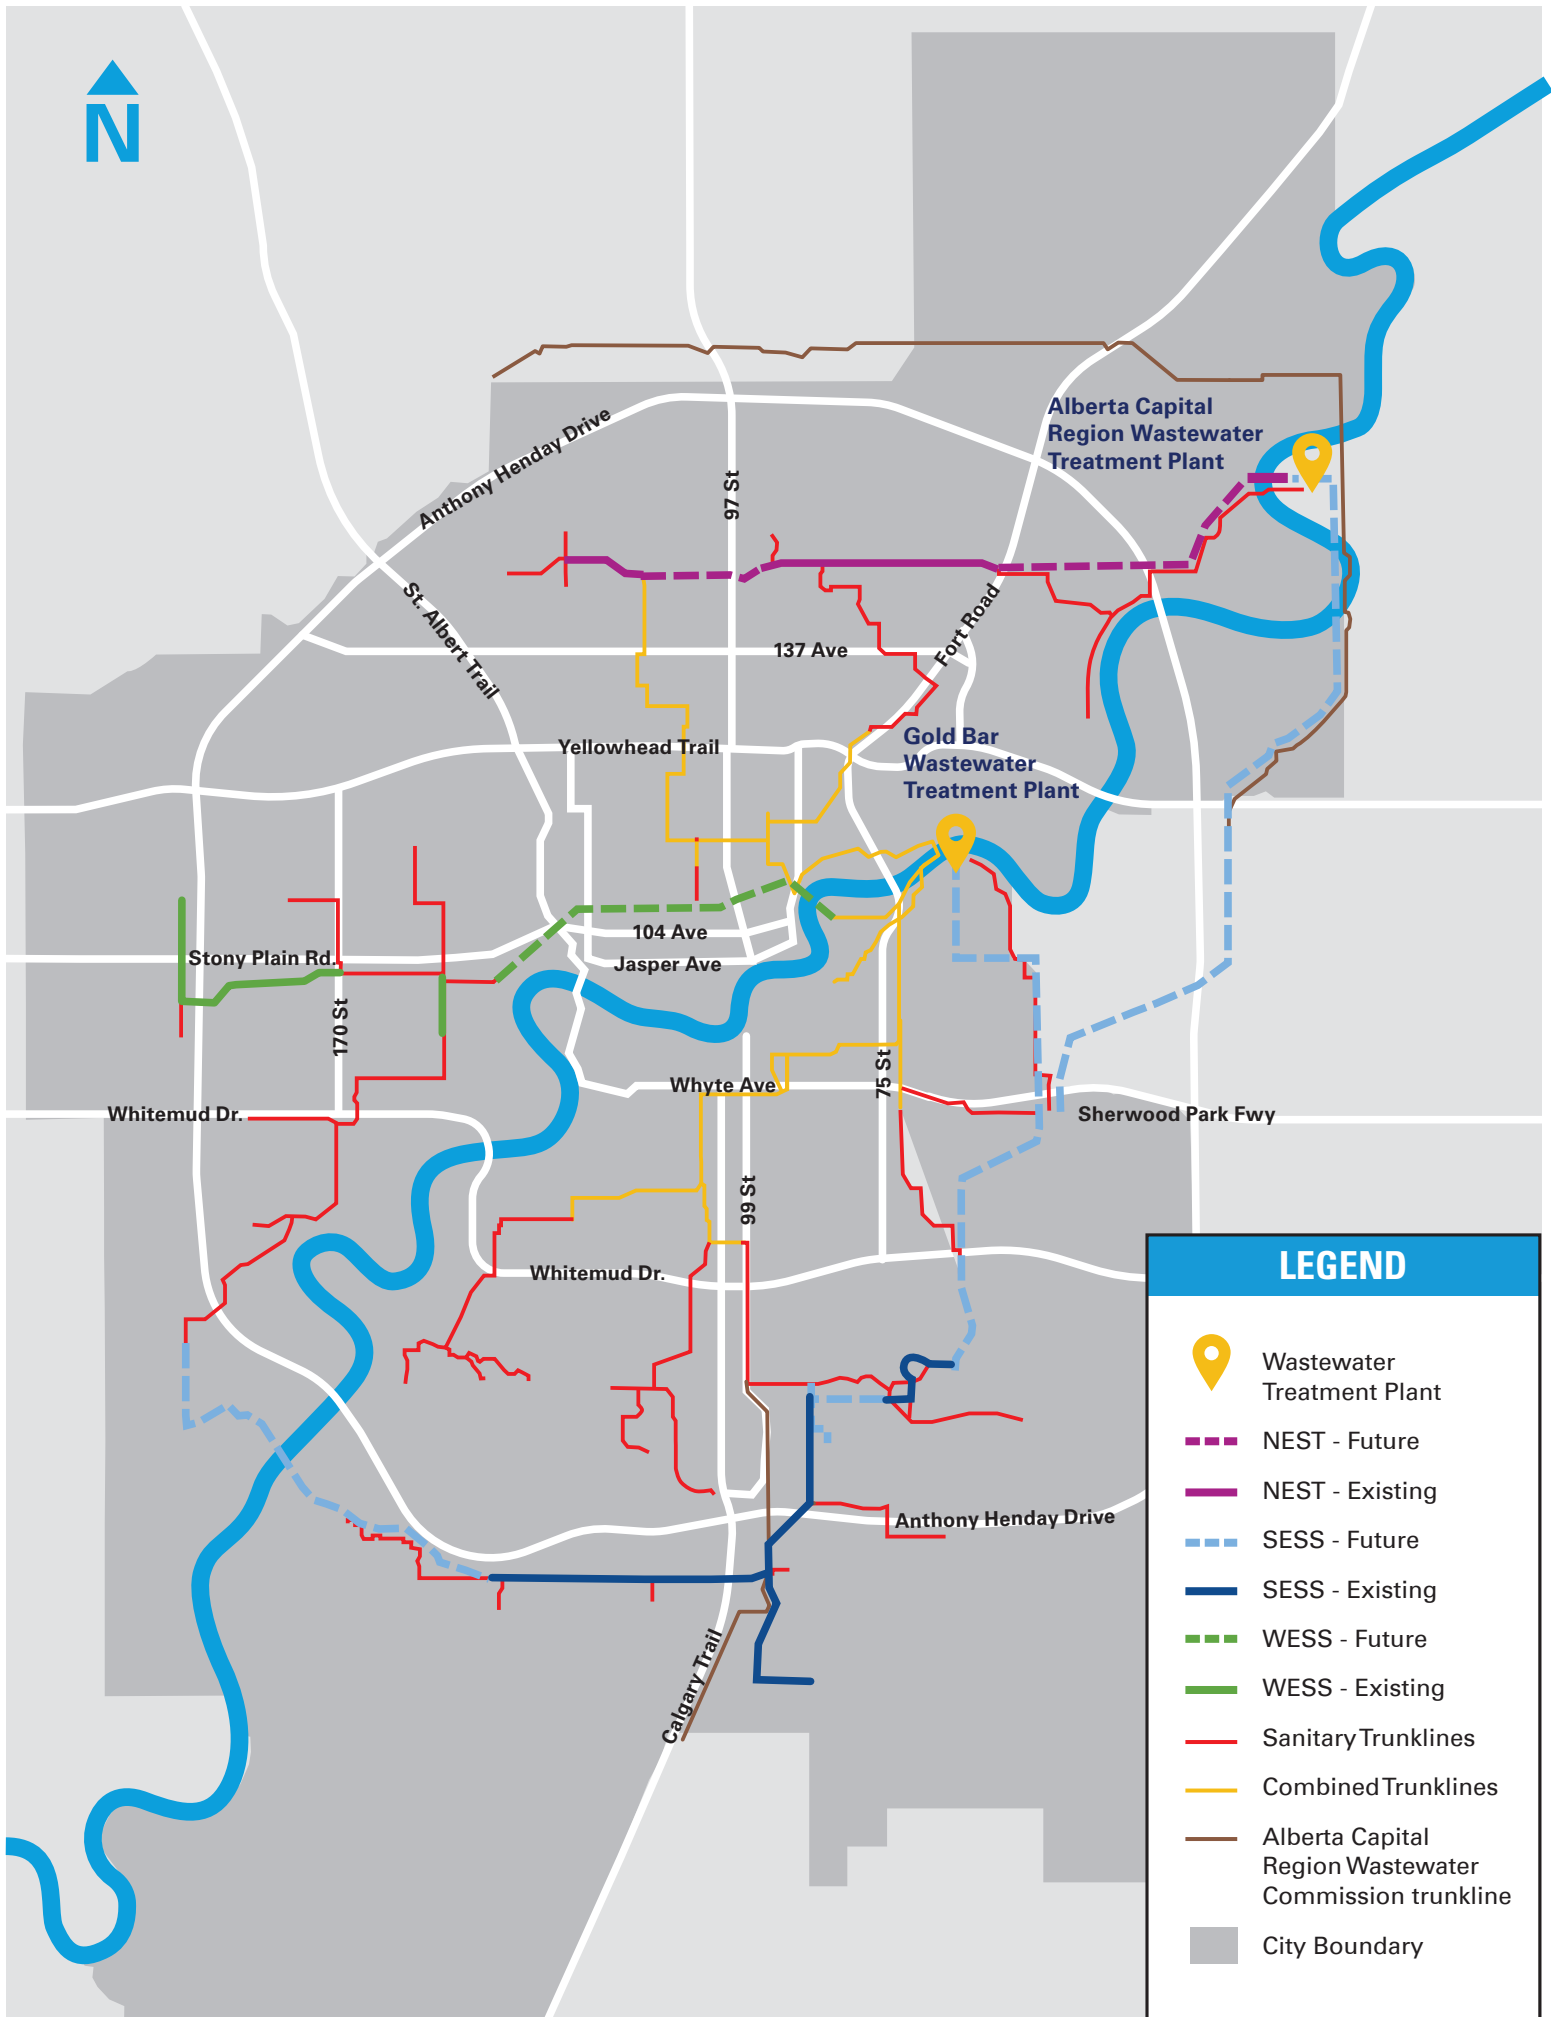 N
Alberta Capital
Region Wastewater
Treatment Plant
Anthony Henday Drive
97 St
St. Albert Trail
Fort Road
137 Ave
Yellowhead Trail
Gold Bar
Wastewater
Treatment Plant
104 Ave
Stony Plain Rd.
Jasper Ave
170 St
75 St
Whyte Ave
Whitemud Dr.
Sherwood Park Fwy
99 St
Whitemud Dr.
Anthony Henday Drive
Calgary Trail
LEGEND
Wastewater
Treatment Plant
NEST - Future
NEST - Existing
SESS - Future
SESS - Existing
WESS - Future
WESS - Existing
Sanitary Trunklines
Combined Trunklines
Alberta Capital
Region Wastewater
Commission trunkline
City Boundary